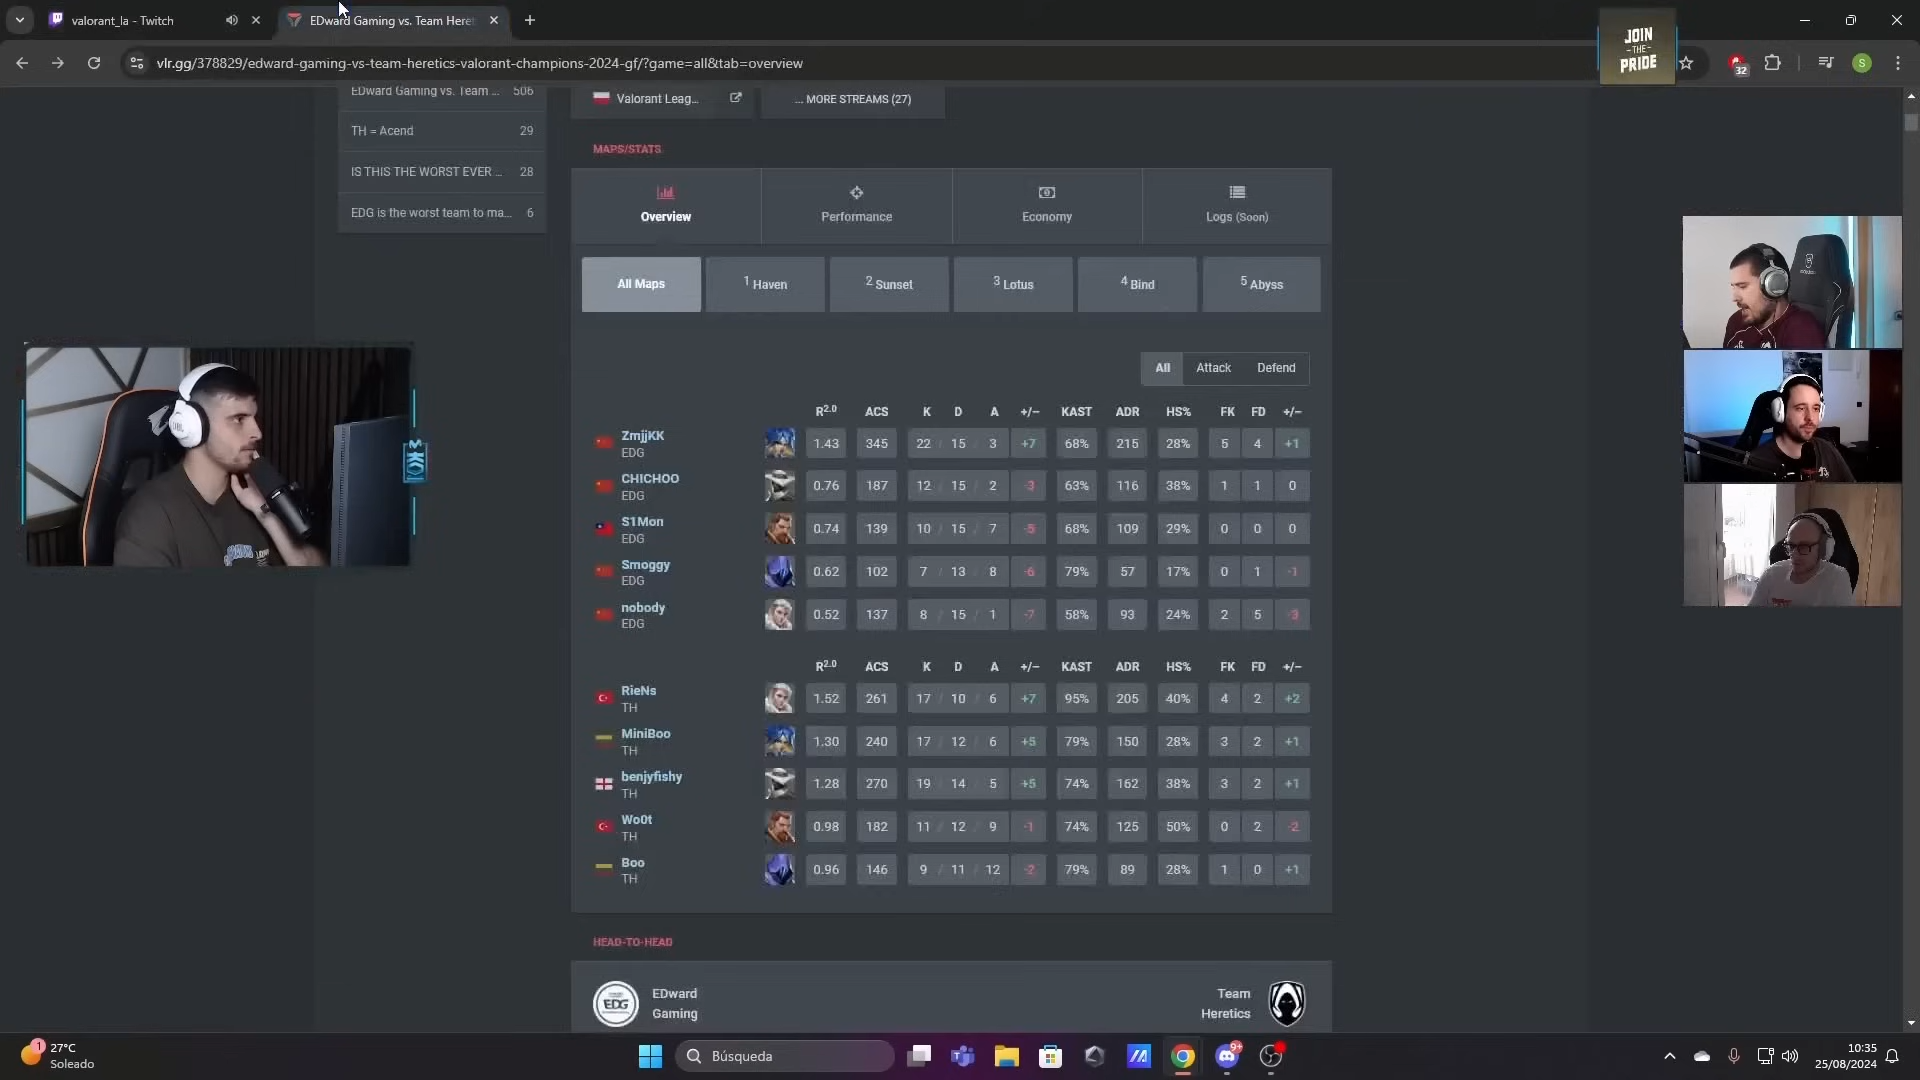 valorant_la - Twitch
EDward Gaming vs. Team Heret
vlr.gg/378829/edward-gaming-vs-team-heretics-valorant-champions-2024-gf/?game=all&tab=overview
JOIN
-THE-
PRIDE
32
S
EDward Gaming vs. Team ... 506
TH = Acend 29
IS THIS THE WORST EVER ... 28
EDG is the worst team to ma... 6
Valorant Leag...
... MORE STREAMS (27)
MAPS/STATS
Overview
Performance
Economy
Logs (Soon)
All Maps
1 Haven
2 Sunset
3 Lotus
4 Bind
5 Abyss
All Attack Defend
R2.0 ACS K D A +/– KAST ADR HS% FK FD +/–
ZmjjKK 1.43 345 22 / 15 / 3 +7 68% 215 28% 5 4 +1
EDG
CHICHOO 0.76 187 12 / 15 / 2 -3 63% 116 38% 1 1 0
EDG
S1Mon 0.74 139 10 / 15 / 7 -5 68% 109 29% 0 0 0
EDG
Smoggy 0.62 102 7 / 13 / 8 -6 79% 57 17% 0 1 -1
EDG
nobody 0.52 137 8 / 15 / 1 -7 58% 93 24% 2 5 -3
EDG
R2.0 ACS K D A +/– KAST ADR HS% FK FD +/–
RieNs 1.52 261 17 / 10 / 6 +7 95% 205 40% 4 2 +2
TH
MiniBoo 1.30 240 17 / 12 / 6 +5 79% 150 28% 3 2 +1
TH
benjyfishy 1.28 270 19 / 14 / 5 +5 74% 162 38% 3 2 +1
TH
Wo0t 0.98 182 11 / 12 / 9 -1 74% 125 50% 0 2 -2
TH
Boo 0.96 146 9 / 11 / 12 -2 79% 89 28% 1 0 +1
TH
HEAD-TO-HEAD
EDG
EDward
Gaming
Team
Heretics
1
27°C
Soleado
Búsqueda
9+
10:35
25/08/2024